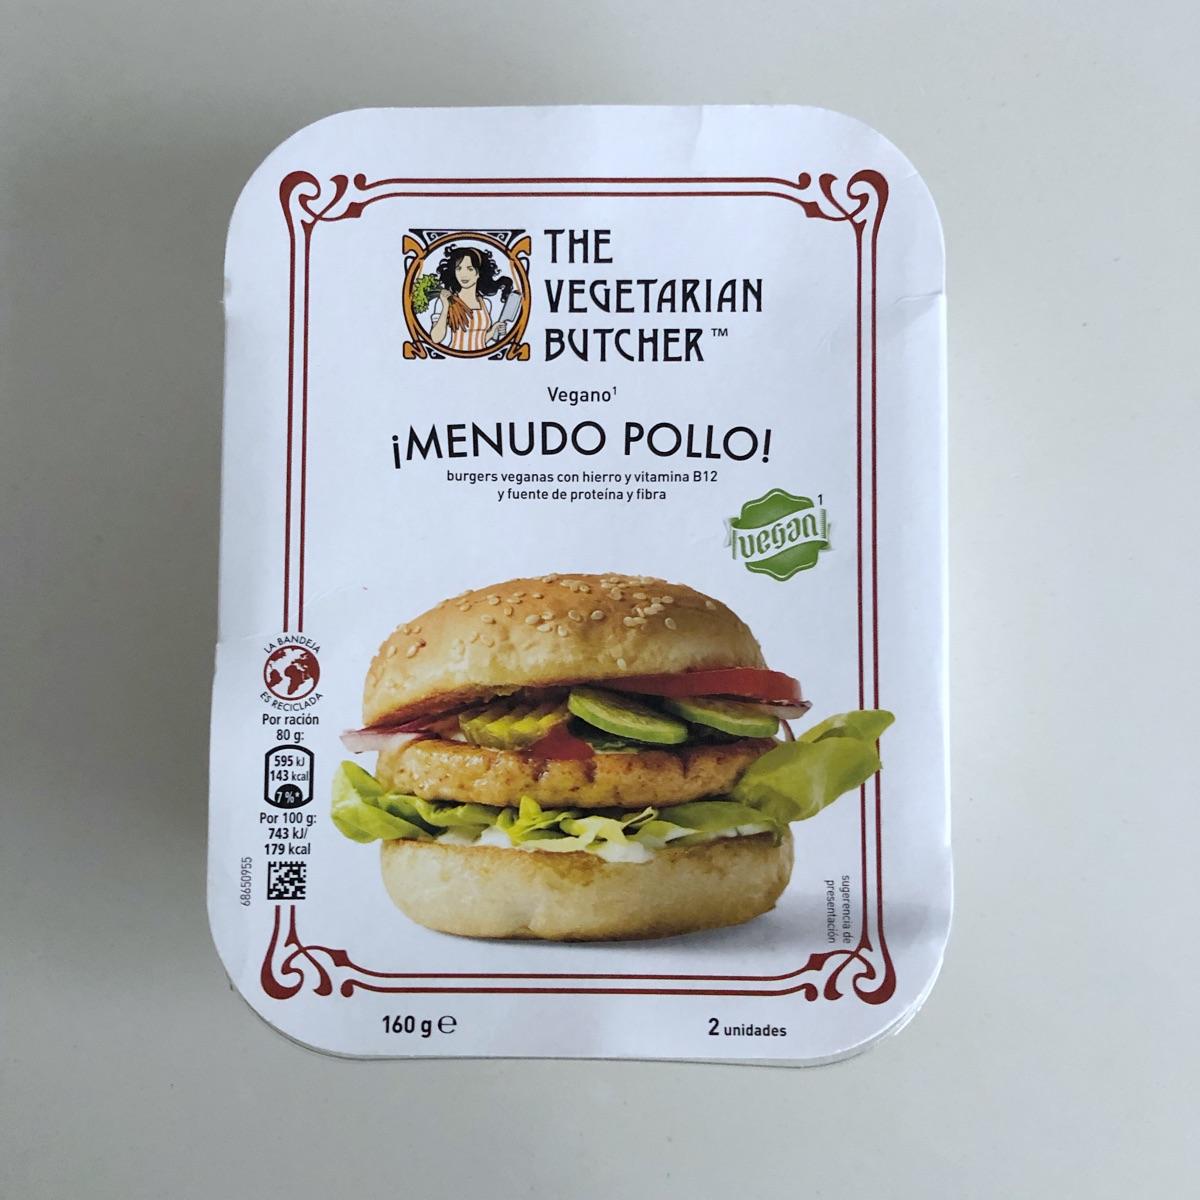 THE
VEGETARIAN
BUTCHER™
Vegano¹
¡MENUDO POLLO!
burgers veganas con hierro y vitamina B12
y fuente de proteína y fibra
vegan¹
LA BANDEJA
ES RECICLADA
Por ración
80 g:
595 kJ
143 kcal
7%*
Por 100 g:
743 kJ/
179 kcal
68650955
sugerencia de
presentación
160 g ℮
2 unidades